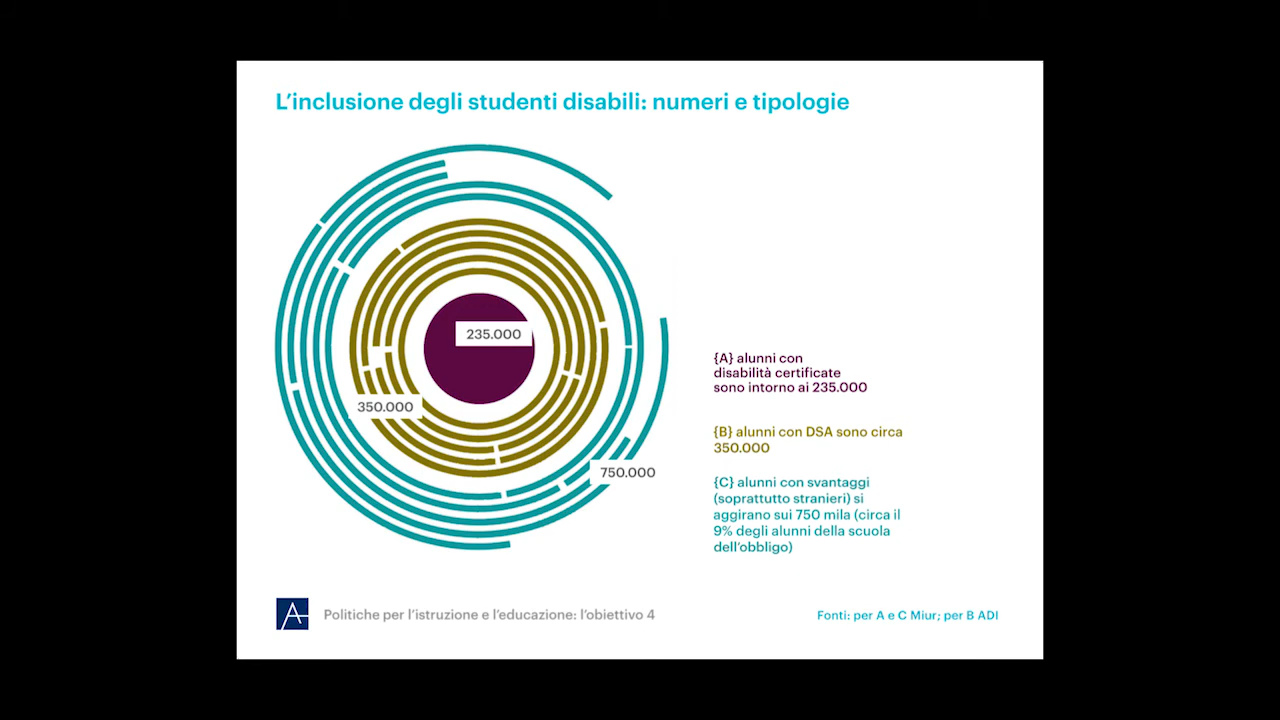 L'inclusione degli studenti disabili: numeri e tipologie
235.000
350.000
750.000
{A} alunni con
disabilità certificate
sono intorno ai 235.000
{B} alunni con DSA sono circa
350.000
{C} alunni con svantaggi
(soprattutto stranieri) si
aggirano sui 750 mila (circa il
9% degli alunni della scuola
dell'obbligo)
A
Politiche per l'istruzione e l'educazione: l'obiettivo 4
Fonti: per A e C Miur; per B ADI